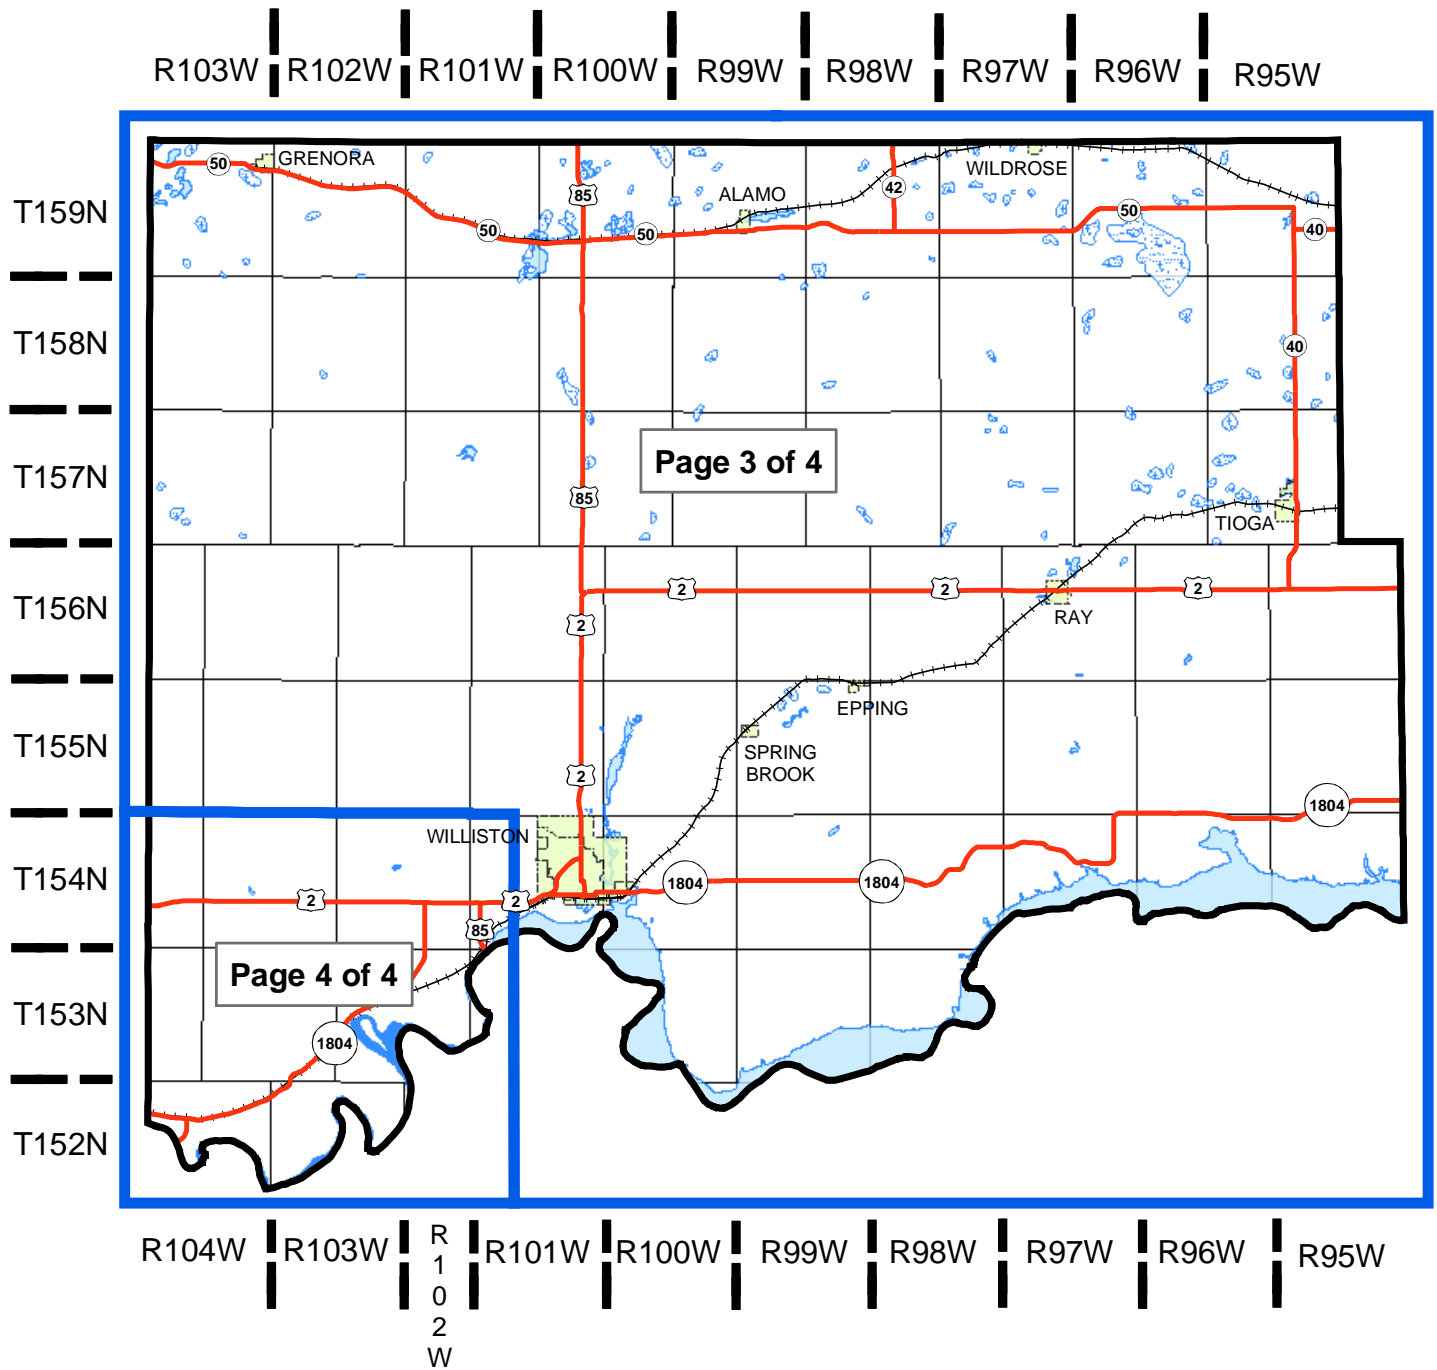 R103W R102W R101W R100W R99W R98W R97W R96W R95W
50 GRENORA
WILDROSE
85 ALAMO 42
T159N
50 50 50 40
T158N
40
Page 3 of 4
T157N
85
TIOGA
2 2 2
T156N
RAY
2
EPPING
T155N
SPRING
BROOK
2
1804
WILLISTON
T154N
1804 1804
2 2
85
Page 4 of 4
T153N
1804
T152N
R104W R103W R101W R100W R99W R98W R97W R96W R95W
R
1
0
2
W